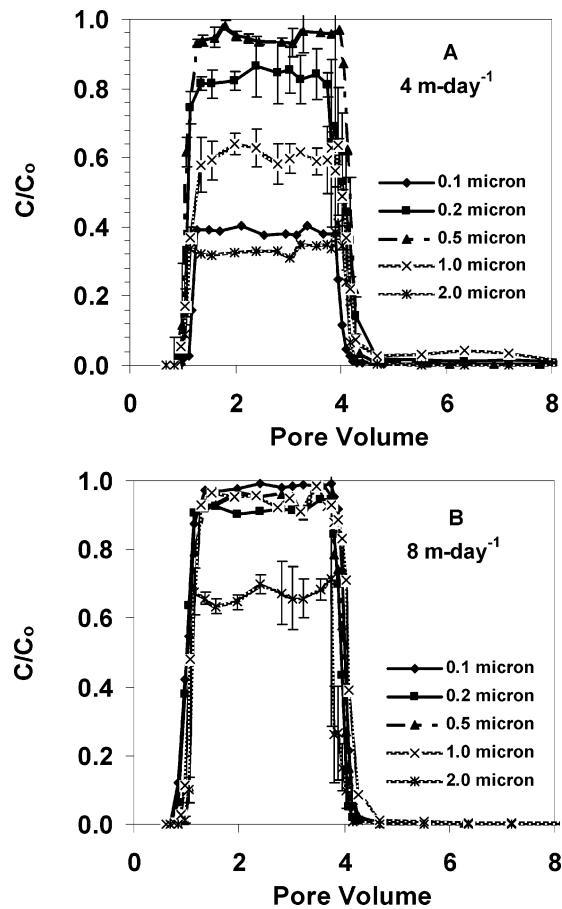 1.0
A
4 m-day⁻¹
0.8
0.6
C/Co
0.1 micron
0.2 micron
0.4
0.5 micron
1.0 micron
0.2
2.0 micron
0.0
0 2 4 6 8
Pore Volume
1.0
B
8 m-day⁻¹
0.8
0.6
C/Co
0.1 micron
0.4
0.2 micron
0.5 micron
0.2
1.0 micron
2.0 micron
0.0
0 2 4 6 8
Pore Volume